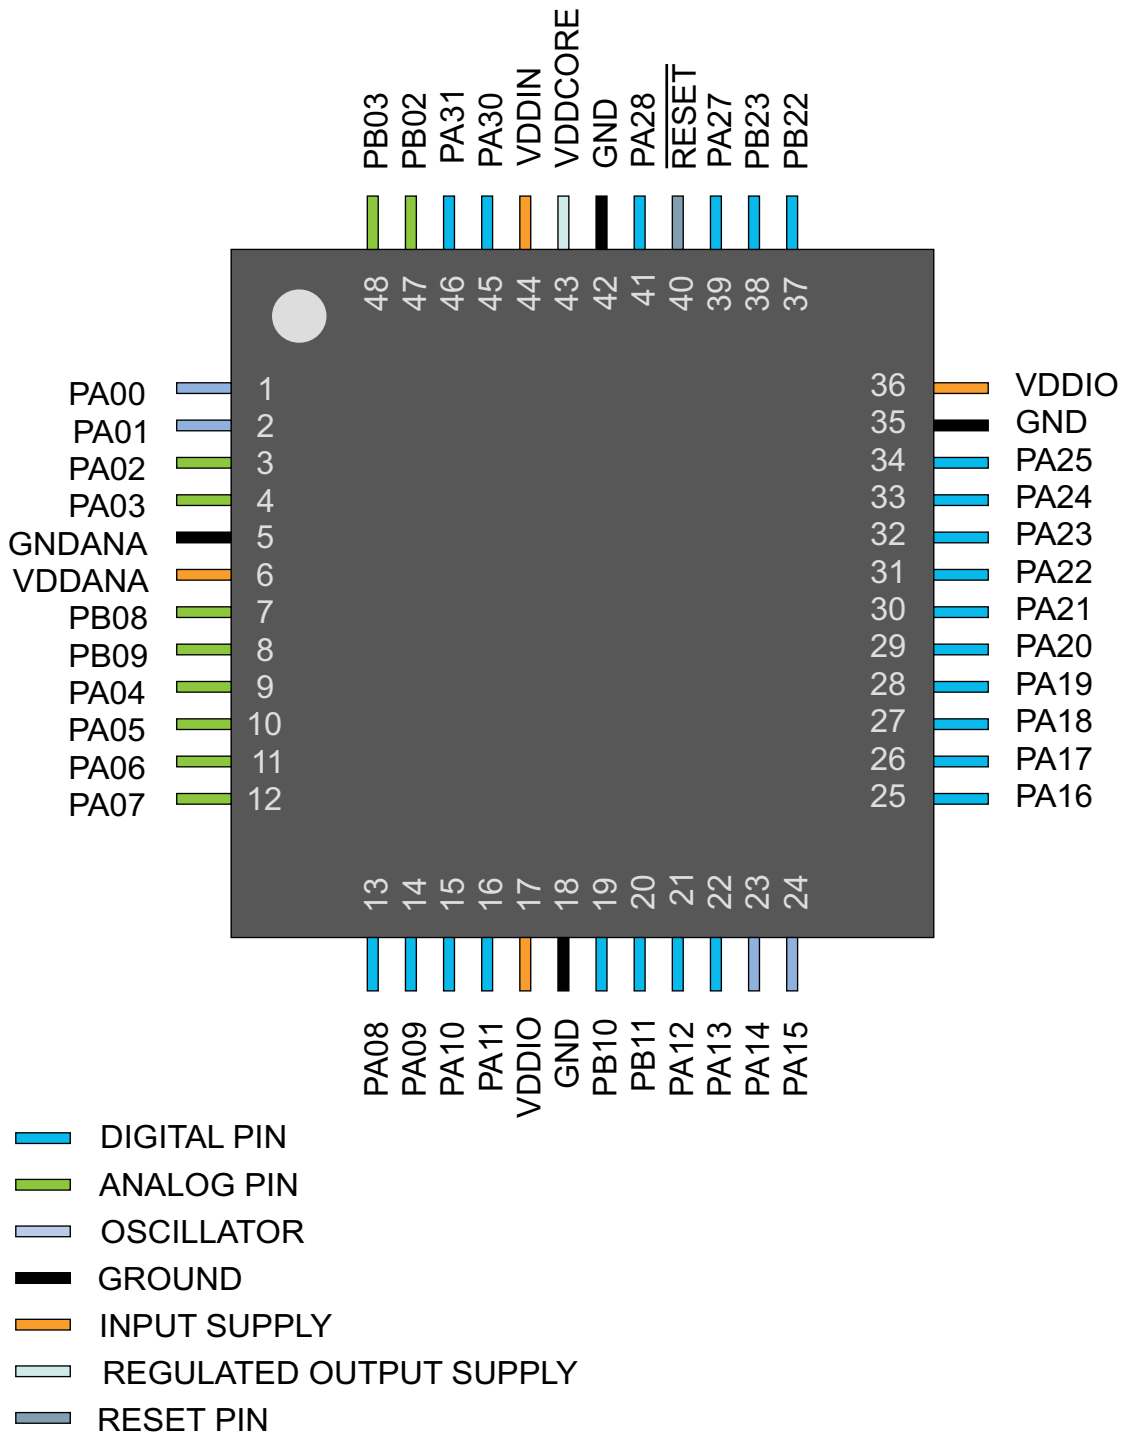 PB03
PB02
PA31
PA30
VDDIN
VDDCORE
GND
PA28
RESET
PA27
PB23
PB22
48
47
46
45
44
43
42
41
40
39
38
37
PA00 1
PA01 2
PA02 3
PA03 4
GNDANA 5
VDDANA 6
PB08 7
PB09 8
PA04 9
PA05 10
PA06 11
PA07 12
36 VDDIO
35 GND
34 PA25
33 PA24
32 PA23
31 PA22
30 PA21
29 PA20
28 PA19
27 PA18
26 PA17
25 PA16
13
14
15
16
17
18
19
20
21
22
23
24
PA08
PA09
PA10
PA11
VDDIO
GND
PB10
PB11
PA12
PA13
PA14
PA15
DIGITAL PIN
ANALOG PIN
OSCILLATOR
GROUND
INPUT SUPPLY
REGULATED OUTPUT SUPPLY
RESET PIN